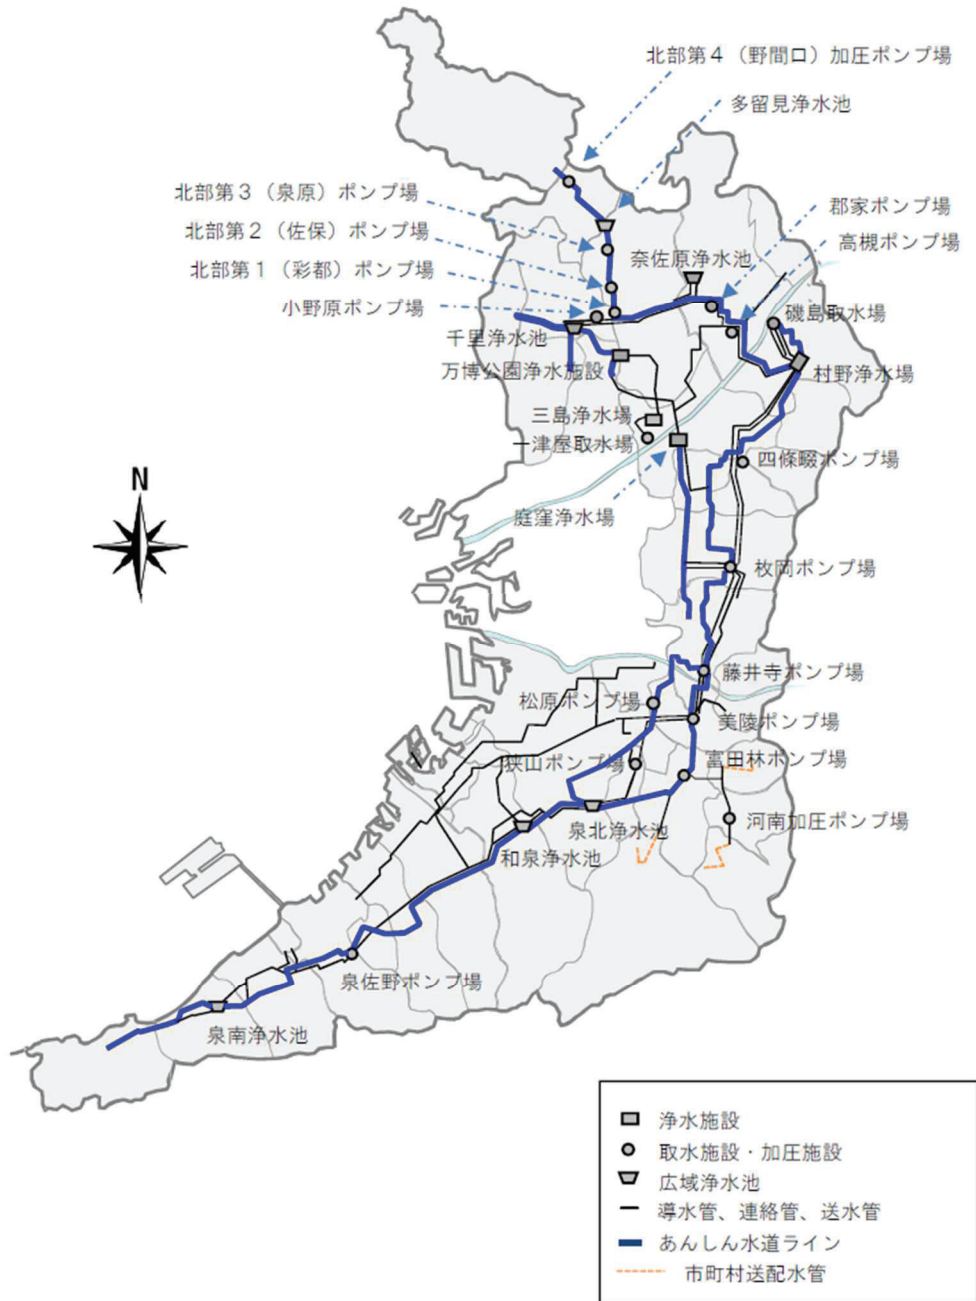 北部第４（野間口）加圧ポンプ場
多留見浄水池
北部第３（泉原）ポンプ場
郡家ポンプ場
北部第２（佐保）ポンプ場
高槻ポンプ場
奈佐原浄水池
北部第１（彩都）ポンプ場
小野原ポンプ場
磯島取水場
千里浄水池
万博公園浄水施設
村野浄水場
三島浄水場
一津屋取水場
四條畷ポンプ場
N
庭窪浄水場
枚岡ポンプ場
藤井寺ポンプ場
松原ポンプ場
美陵ポンプ場
狭山ポンプ場
富田林ポンプ場
河南加圧ポンプ場
泉北浄水池
和泉浄水池
泉佐野ポンプ場
泉南浄水池
浄水施設
取水施設・加圧施設
広域浄水池
導水管、連絡管、送水管
あんしん水道ライン
市町村送配水管